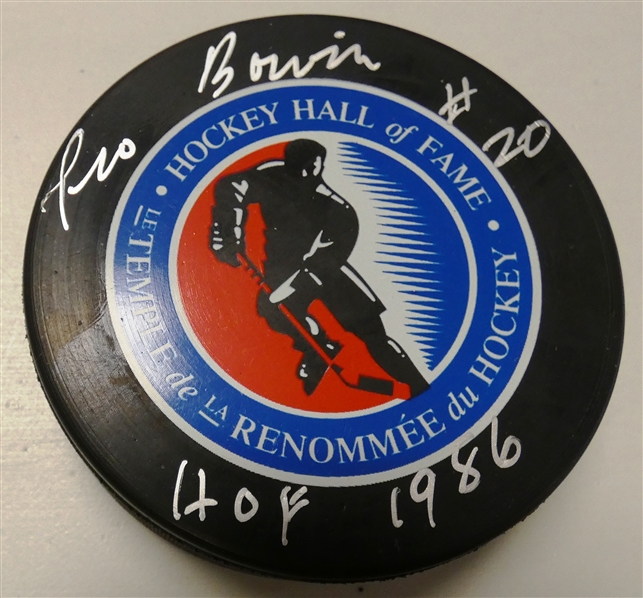 Leo Boivin #20
HOCKEY HALL of FAME
LE TEMPLE de LA RENOMMÉE du HOCKEY
HOF 1986